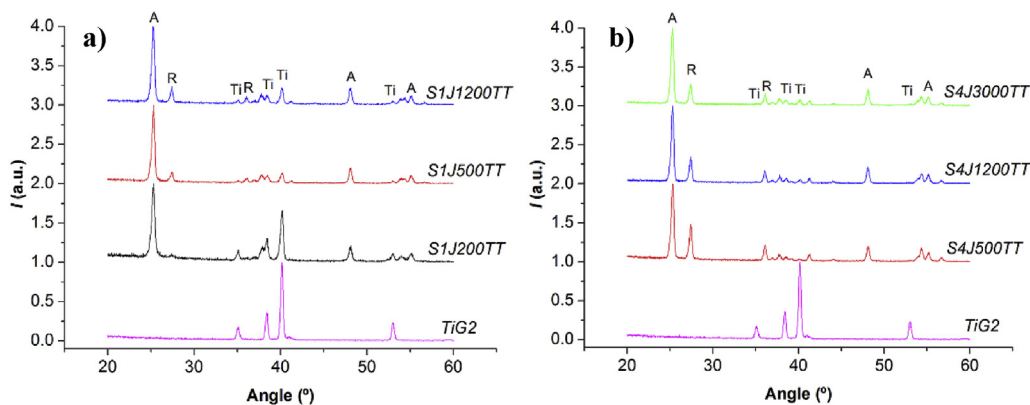 a)
A
R
Ti R Ti Ti
A
Ti A
4.0
3.5
3.0
2.5
2.0
1.5
1.0
0.5
0.0
I (a.u.)
S1J1200TT
S1J500TT
S1J200TT
TiG2
20 30 40 50 60
Angle (º)
b)
A
R
Ti R Ti Ti
A
Ti A
4.0
3.5
3.0
2.5
2.0
1.5
1.0
0.5
0.0
I (a.u.)
S4J3000TT
S4J1200TT
S4J500TT
TiG2
20 30 40 50 60
Angle (º)